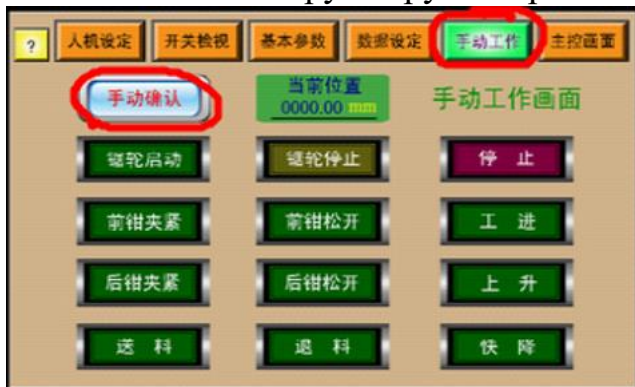 ? 人机设定 开关检视 基本参数 数据设定 手动工作 主控画面
手动确认 当前位置 手动工作画面
0000.00 mm
锯轮启动 锯轮停止 停 止
前钳夹紧 前钳松开 工 进
后钳夹紧 后钳松开 上 升
送 料 退 料 快 降